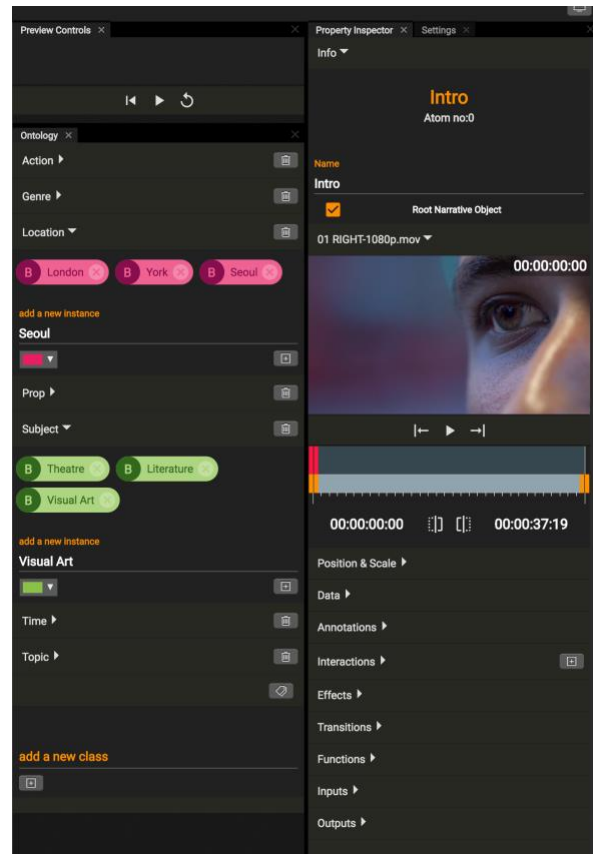 Preview Controls
Ontology
Action
Genre
Location
B London B York B Seoul
add a new instance
Seoul
Prop
Subject
B Theatre B Literature
B Visual Art
add a new instance
Visual Art
Time
Topic
add a new class
Property Inspector Settings
Info
Intro
Atom no:0
Name
Intro
Root Narrative Object
01 RIGHT-1080p.mov
00:00:00:00
00:00:00:00 00:00:37:19
Position & Scale
Data
Annotations
Interactions
Effects
Transitions
Functions
Inputs
Outputs